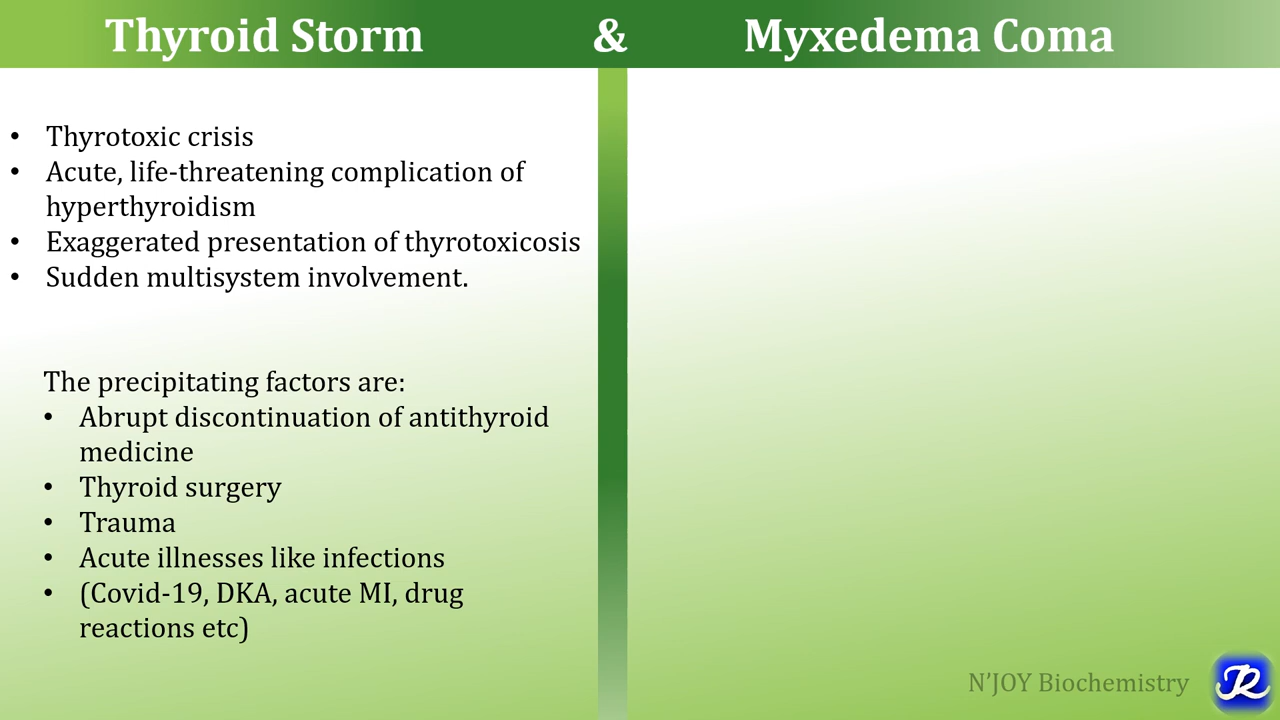 Thyroid Storm & Myxedema Coma
• Thyrotoxic crisis
• Acute, life-threatening complication of
hyperthyroidism
• Exaggerated presentation of thyrotoxicosis
• Sudden multisystem involvement.
The precipitating factors are:
• Abrupt discontinuation of antithyroid
medicine
• Thyroid surgery
• Trauma
• Acute illnesses like infections
• (Covid-19, DKA, acute MI, drug
reactions etc)
N’JOY Biochemistry
JR